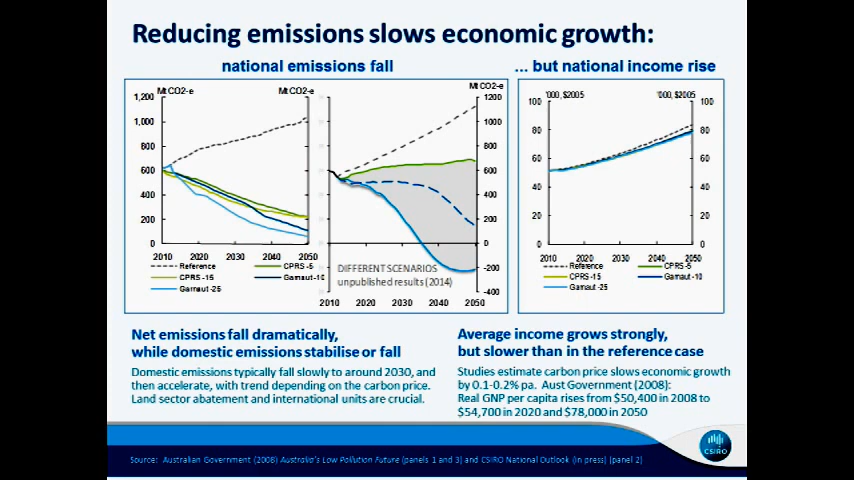 Reducing emissions slows economic growth:
national emissions fall
... but national income rise
Mt CO2-e
Mt CO2-e
1,200
1,000
800
600
400
200
0
2010 2020 2030 2040 2050
Reference
CPRS -5
CPRS -15
Garnaut -10
Garnaut -25
Mt CO2-e
1200
1000
800
600
400
200
0
-200
-400
DIFFERENT SCENARIOS
unpublished results (2014)
2010 2020 2030 2040 2050
'000, $2005
'000, $2005
100
80
60
40
20
0
100
80
60
40
20
0
2010 2020 2030 2040 2050
Reference
CPRS -5
CPRS -15
Garnaut -10
Garnaut -25
Net emissions fall dramatically,
while domestic emissions stabilise or fall
Domestic emissions typically fall slowly to around 2030, and
then accelerate, with trend depending on the carbon price.
Land sector abatement and international units are crucial.
Average income grows strongly,
but slower than in the reference case
Studies estimate carbon price slows economic growth
by 0.1-0.2% pa. Aust Government (2008):
Real GNP per capita rises from $50,400 in 2008 to
$54,700 in 2020 and $78,000 in 2050
CSIRO
Source: Australian Government (2008) Australia's Low Pollution Future (panels 1 and 3) and CSIRO National Outlook (in press) (panel 2)